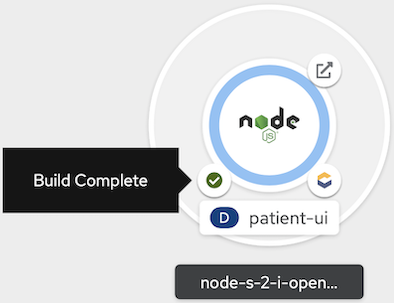 node
JS
Build Complete
D patient-ui
node-s-2-i-open...